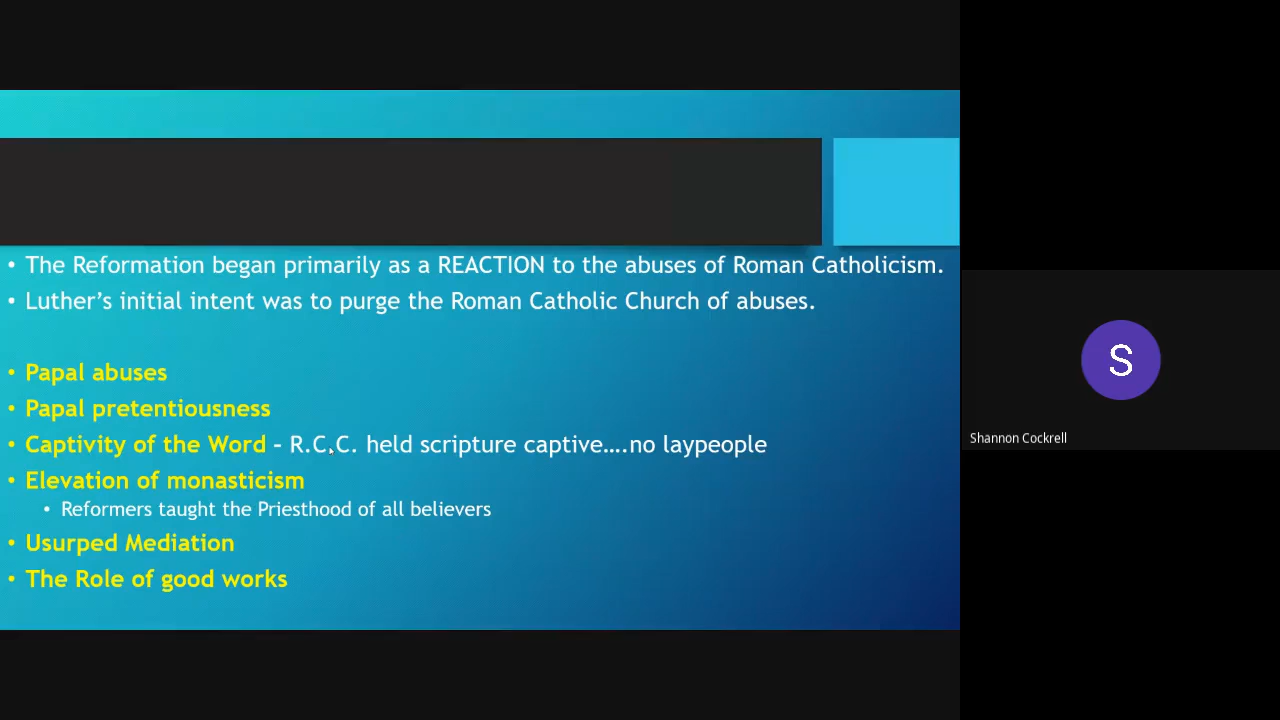 • The Reformation began primarily as a REACTION to the abuses of Roman Catholicism.
• Luther’s initial intent was to purge the Roman Catholic Church of abuses.
• Papal abuses
• Papal pretentiousness
• Captivity of the Word – R.C.C. held scripture captive….no laypeople
• Elevation of monasticism
• Reformers taught the Priesthood of all believers
• Usurped Mediation
• The Role of good works
S
Shannon Cockrell